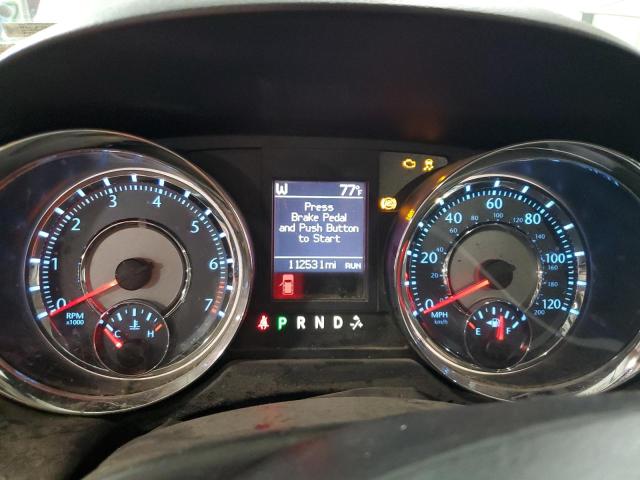 W 77°F
Press
Brake Pedal
and Push Button
to Start
112531mi RUN
P R N D
0 1 2 3 4 5 6 7
RPM
x1000
C H
0 20 40 60 80 100 120
MPH
km/h
E